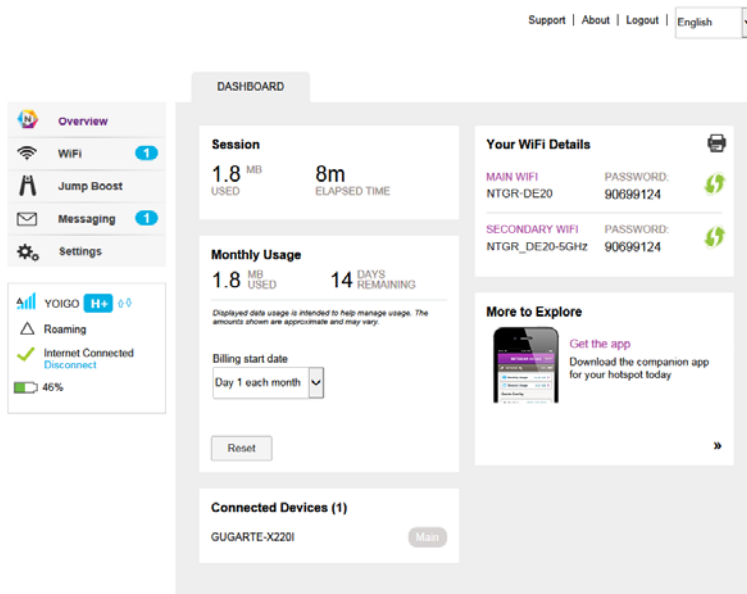 Support | About | Logout | English
DASHBOARD
N
Overview
WiFi 1
Jump Boost
Messaging 1
Settings
YOIGO H+
Roaming
Internet Connected
Disconnect
46%
Session
1.8 MB
USED
8m
ELAPSED TIME
Monthly Usage
1.8 MB
USED
14 DAYS
REMAINING
Displayed data usage is intended to help manage usage. The
amounts shown are approximate and may vary.
Billing start date
Day 1 each month
Reset
Connected Devices (1)
GUGARTE-X220I Main
Your WiFi Details
MAIN WIFI PASSWORD:
NTGR-DE20 90699124
SECONDARY WIFI PASSWORD:
NTGR_DE20-5GHz 90699124
More to Explore
Get the app
Download the companion app
for your hotspot today
»